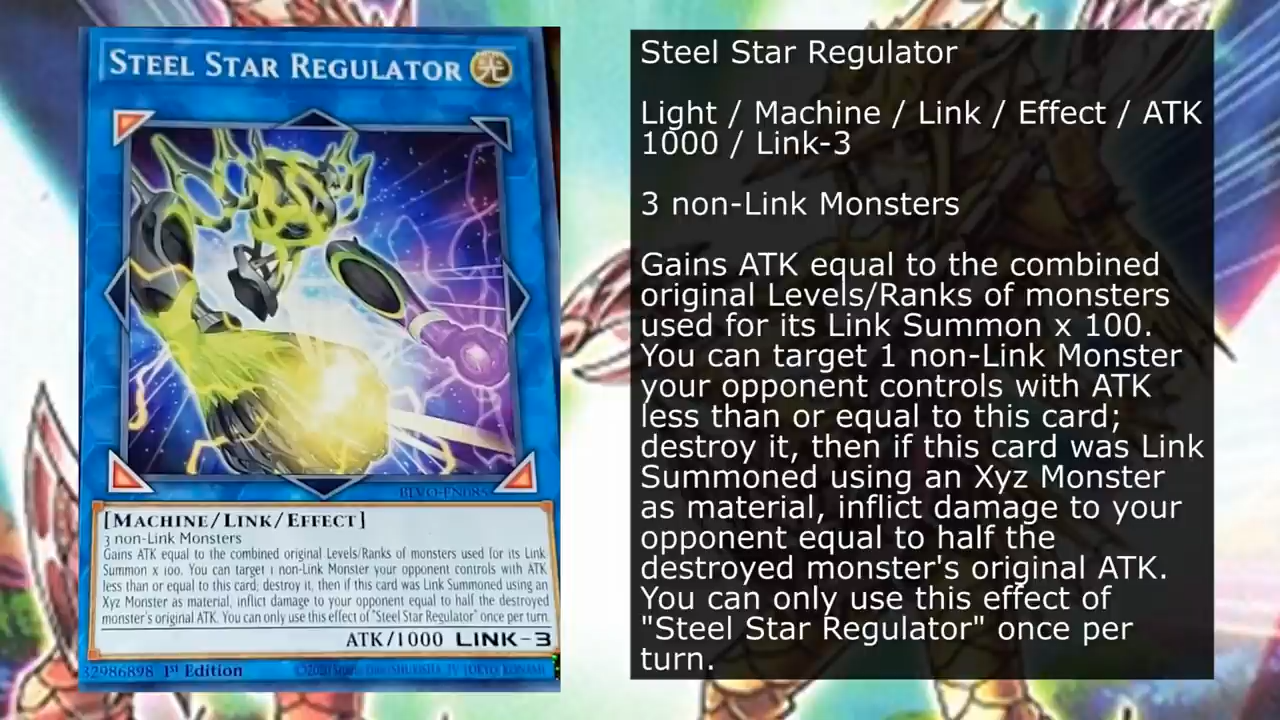 STEEL STAR REGULATOR
光
BLVO-EN085
[MACHINE/LINK/EFFECT]
3 non-Link Monsters
Gains ATK equal to the combined original Levels/Ranks of monsters used for its Link
Summon x 100. You can target 1 non-Link Monster your opponent controls with ATK
less than or equal to this card; destroy it, then if this card was Link Summoned using an
Xyz Monster as material, inflict damage to your opponent equal to half the destroyed
monster's original ATK. You can only use this effect of "Steel Star Regulator" once per turn.
ATK/1000 LINK-3
32986898 1st Edition
©2020 Studio Dice/SHUEISHA, TV TOKYO, KONAMI
Steel Star Regulator
Light / Machine / Link / Effect / ATK
1000 / Link-3
3 non-Link Monsters
Gains ATK equal to the combined
original Levels/Ranks of monsters
used for its Link Summon x 100.
You can target 1 non-Link Monster
your opponent controls with ATK
less than or equal to this card;
destroy it, then if this card was Link
Summoned using an Xyz Monster
as material, inflict damage to your
opponent equal to half the
destroyed monster's original ATK.
You can only use this effect of
"Steel Star Regulator" once per
turn.